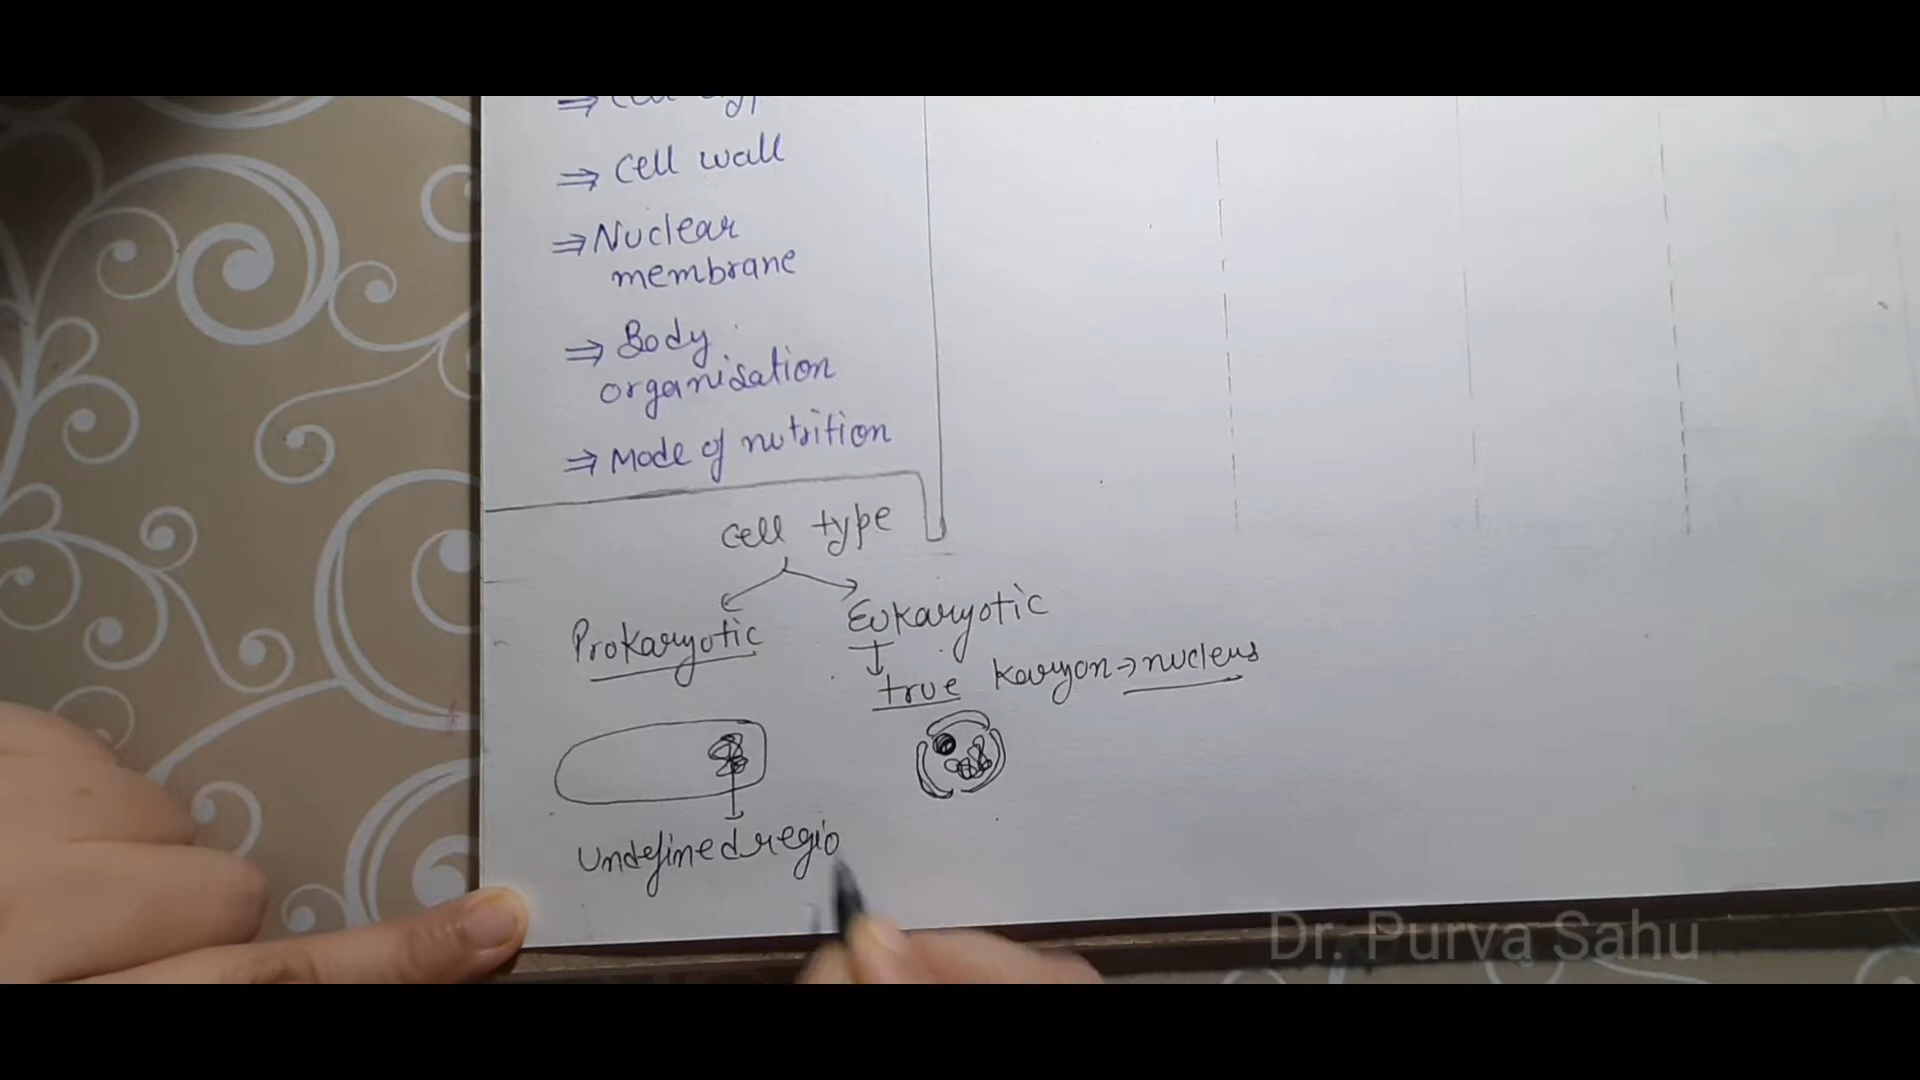 ⇒ Cell wall
⇒ Nuclear
membrane
⇒ Body
organisation
⇒ Mode of nutrition
Cell type
Prokaryotic
Eukaryotic
true Karyon → nucleus
Undefined regio
Dr. Purva Sahu